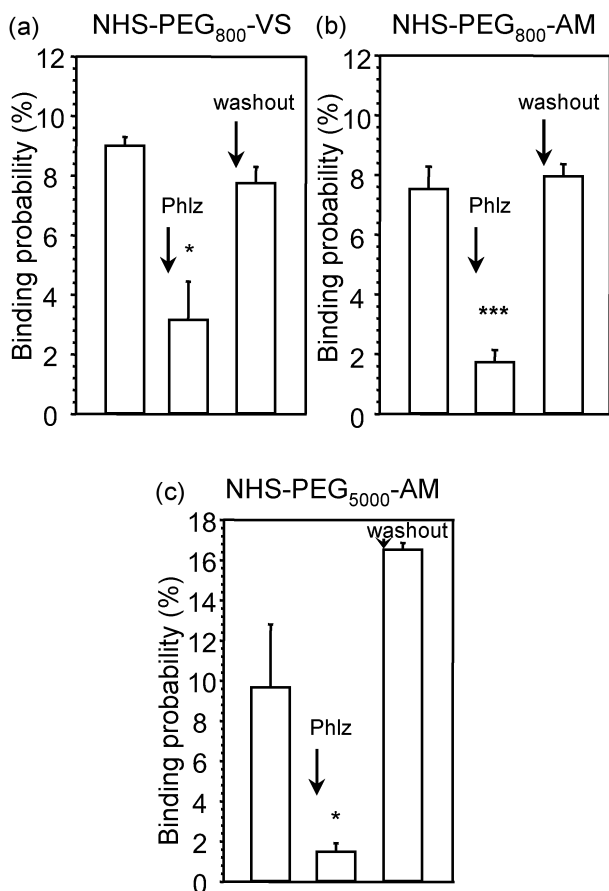 (a) NHS-PEG800-VS
Binding probability (%)
12
10
8
6
4
2
0
Phlz
*
washout
(b) NHS-PEG800-AM
Binding probability (%)
12
10
8
6
4
2
0
Phlz
***
washout
(c) NHS-PEG5000-AM
Binding probability (%)
18
16
14
12
10
8
6
4
2
0
Phlz
*
washout